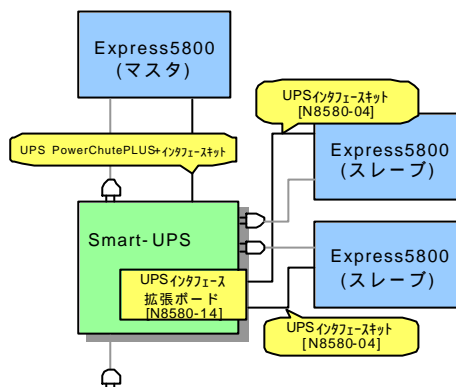 Express5800
(マスタ)
UPSインタフェースキット
[N8580-04]
UPS PowerChutePLUS+インタフェースキット
Express5800
(スレーブ)
Smart-UPS
Express5800
(スレーブ)
UPSインタフェース
拡張ボード
[N8580-14]
UPSインタフェースキット
[N8580-04]